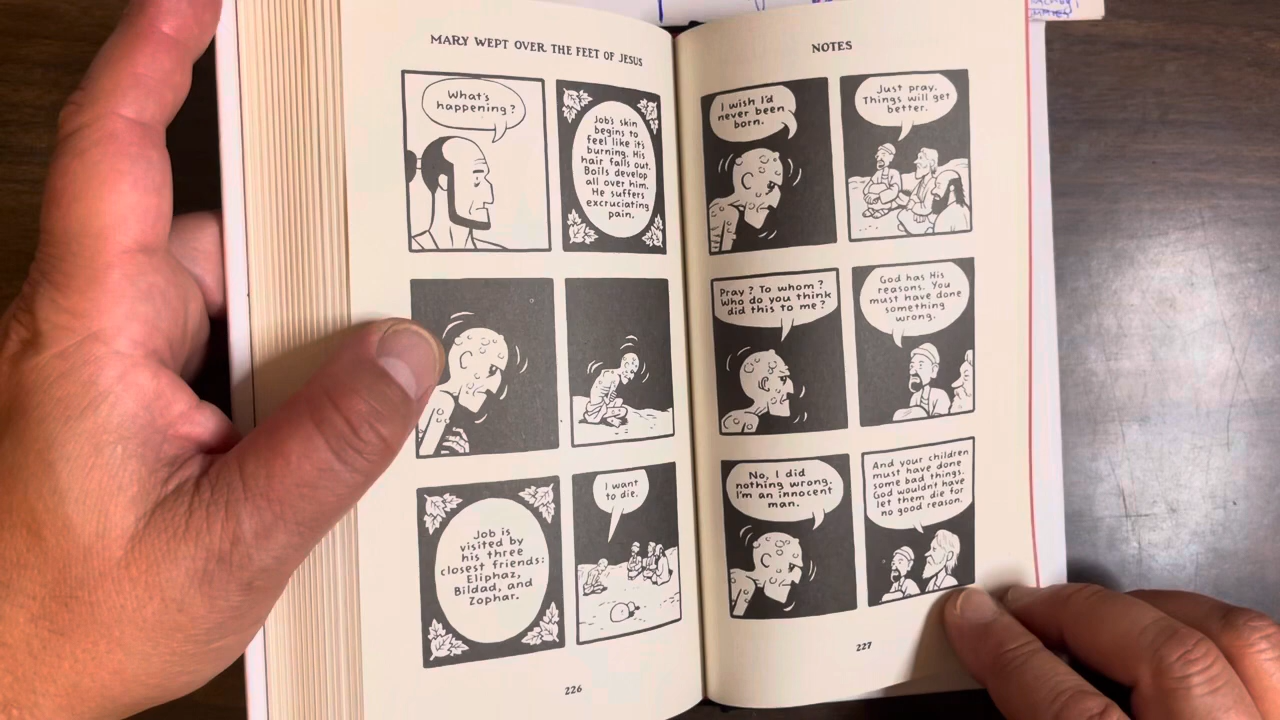 MARY WEPT OVER THE FEET OF JESUS
What's
happening?
Job's skin
begins to
feel like it's
burning. His
hair falls out.
Boils develop
all over him.
He suffers
excruciating
pain.
Job is
visited by
his three
closest friends:
Eliphaz,
Bildad, and
Zophar.
I want
to die.
226
NOTES
I wish I'd
never been
born.
Just pray.
Things will get
better.
Pray? To whom?
Who do you think
did this to me?
God has His
reasons. You
must have done
something
wrong.
No, I did
nothing wrong.
I'm an innocent
man.
And your children
must have done
some bad things.
God wouldn't have
let them die for
no good reason.
227